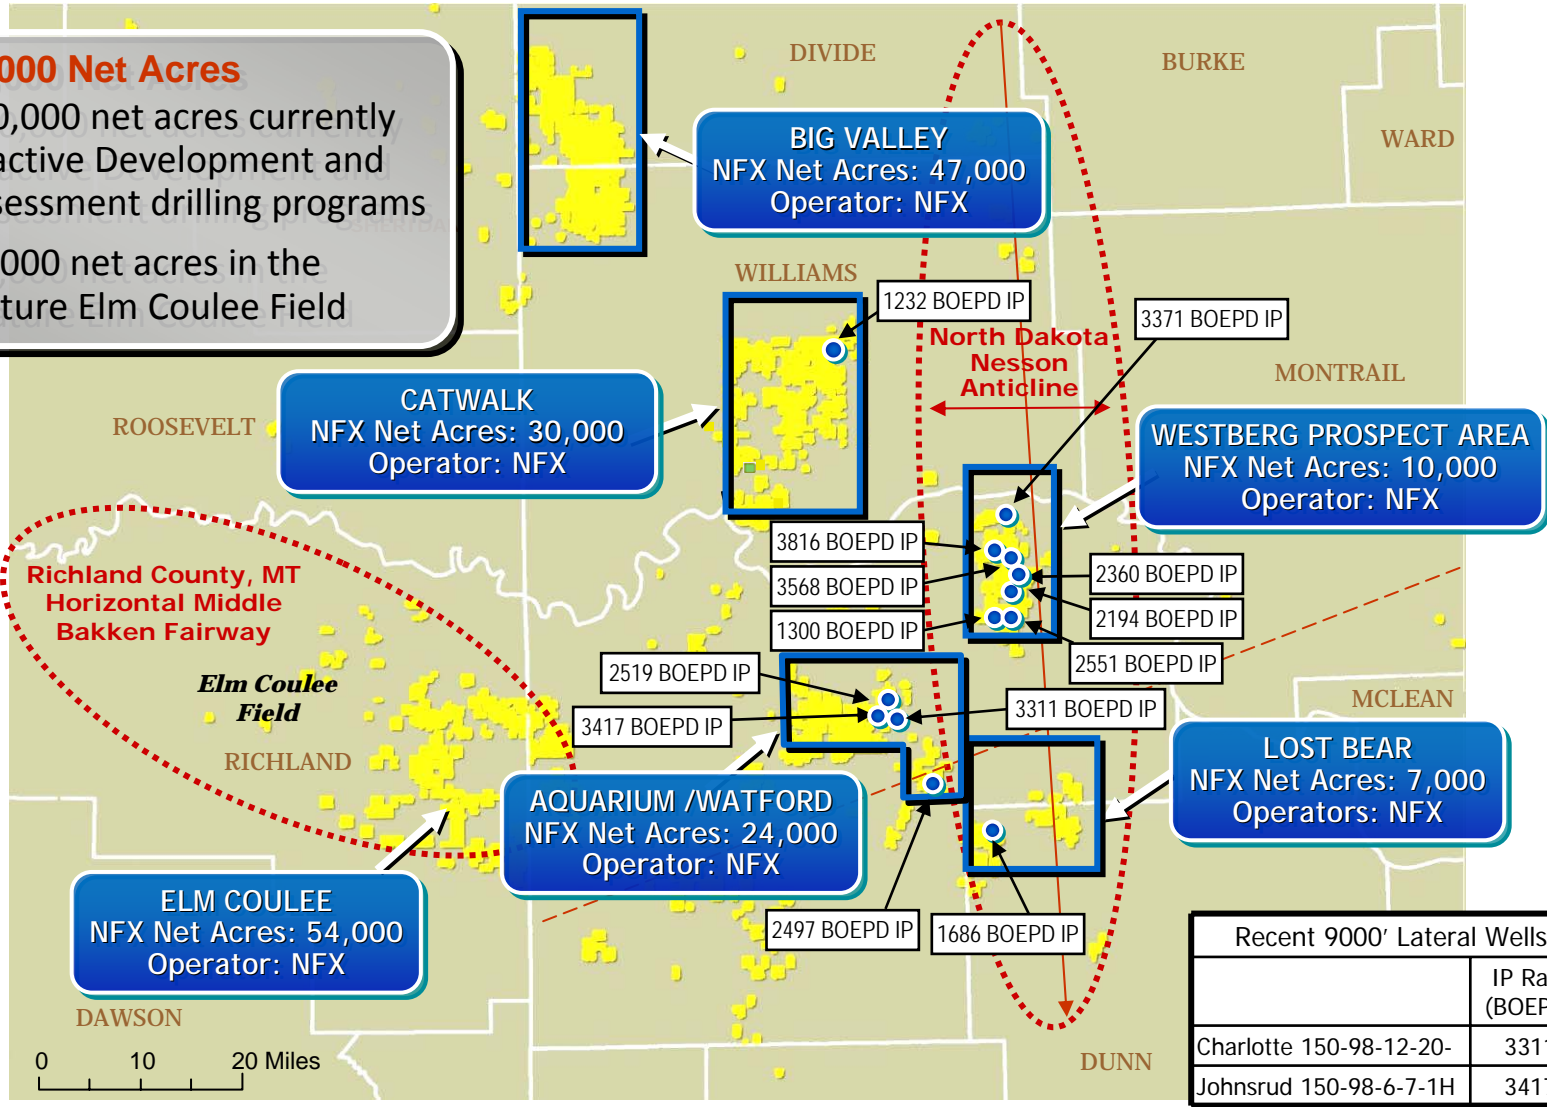 000 Net Acres
0,000 net acres currently
active Development and
sessment drilling programs
000 net acres in the
ture Elm Coulee Field
DIVIDE
BURKE
WARD
BIG VALLEY
NFX Net Acres: 47,000
Operator: NFX
WILLIAMS
1232 BOEPD IP
3371 BOEPD IP
North Dakota
Nesson
Anticline
MONTRAIL
ROOSEVELT
CATWALK
NFX Net Acres: 30,000
Operator: NFX
WESTBERG PROSPECT AREA
NFX Net Acres: 10,000
Operator: NFX
3816 BOEPD IP
3568 BOEPD IP
1300 BOEPD IP
2360 BOEPD IP
2194 BOEPD IP
2551 BOEPD IP
Richland County, MT
Horizontal Middle
Bakken Fairway
Elm Coulee
Field
RICHLAND
2519 BOEPD IP
3417 BOEPD IP
3311 BOEPD IP
MCLEAN
LOST BEAR
NFX Net Acres: 7,000
Operators: NFX
AQUARIUM /WATFORD
NFX Net Acres: 24,000
Operator: NFX
ELM COULEE
NFX Net Acres: 54,000
Operator: NFX
2497 BOEPD IP
1686 BOEPD IP
DAWSON
0 10 20 Miles
DUNN
Recent 9000' Lateral Wells
IP Ra
(BOEP
Charlotte 150-98-12-20- 3311
Johnsrud 150-98-6-7-1H 341